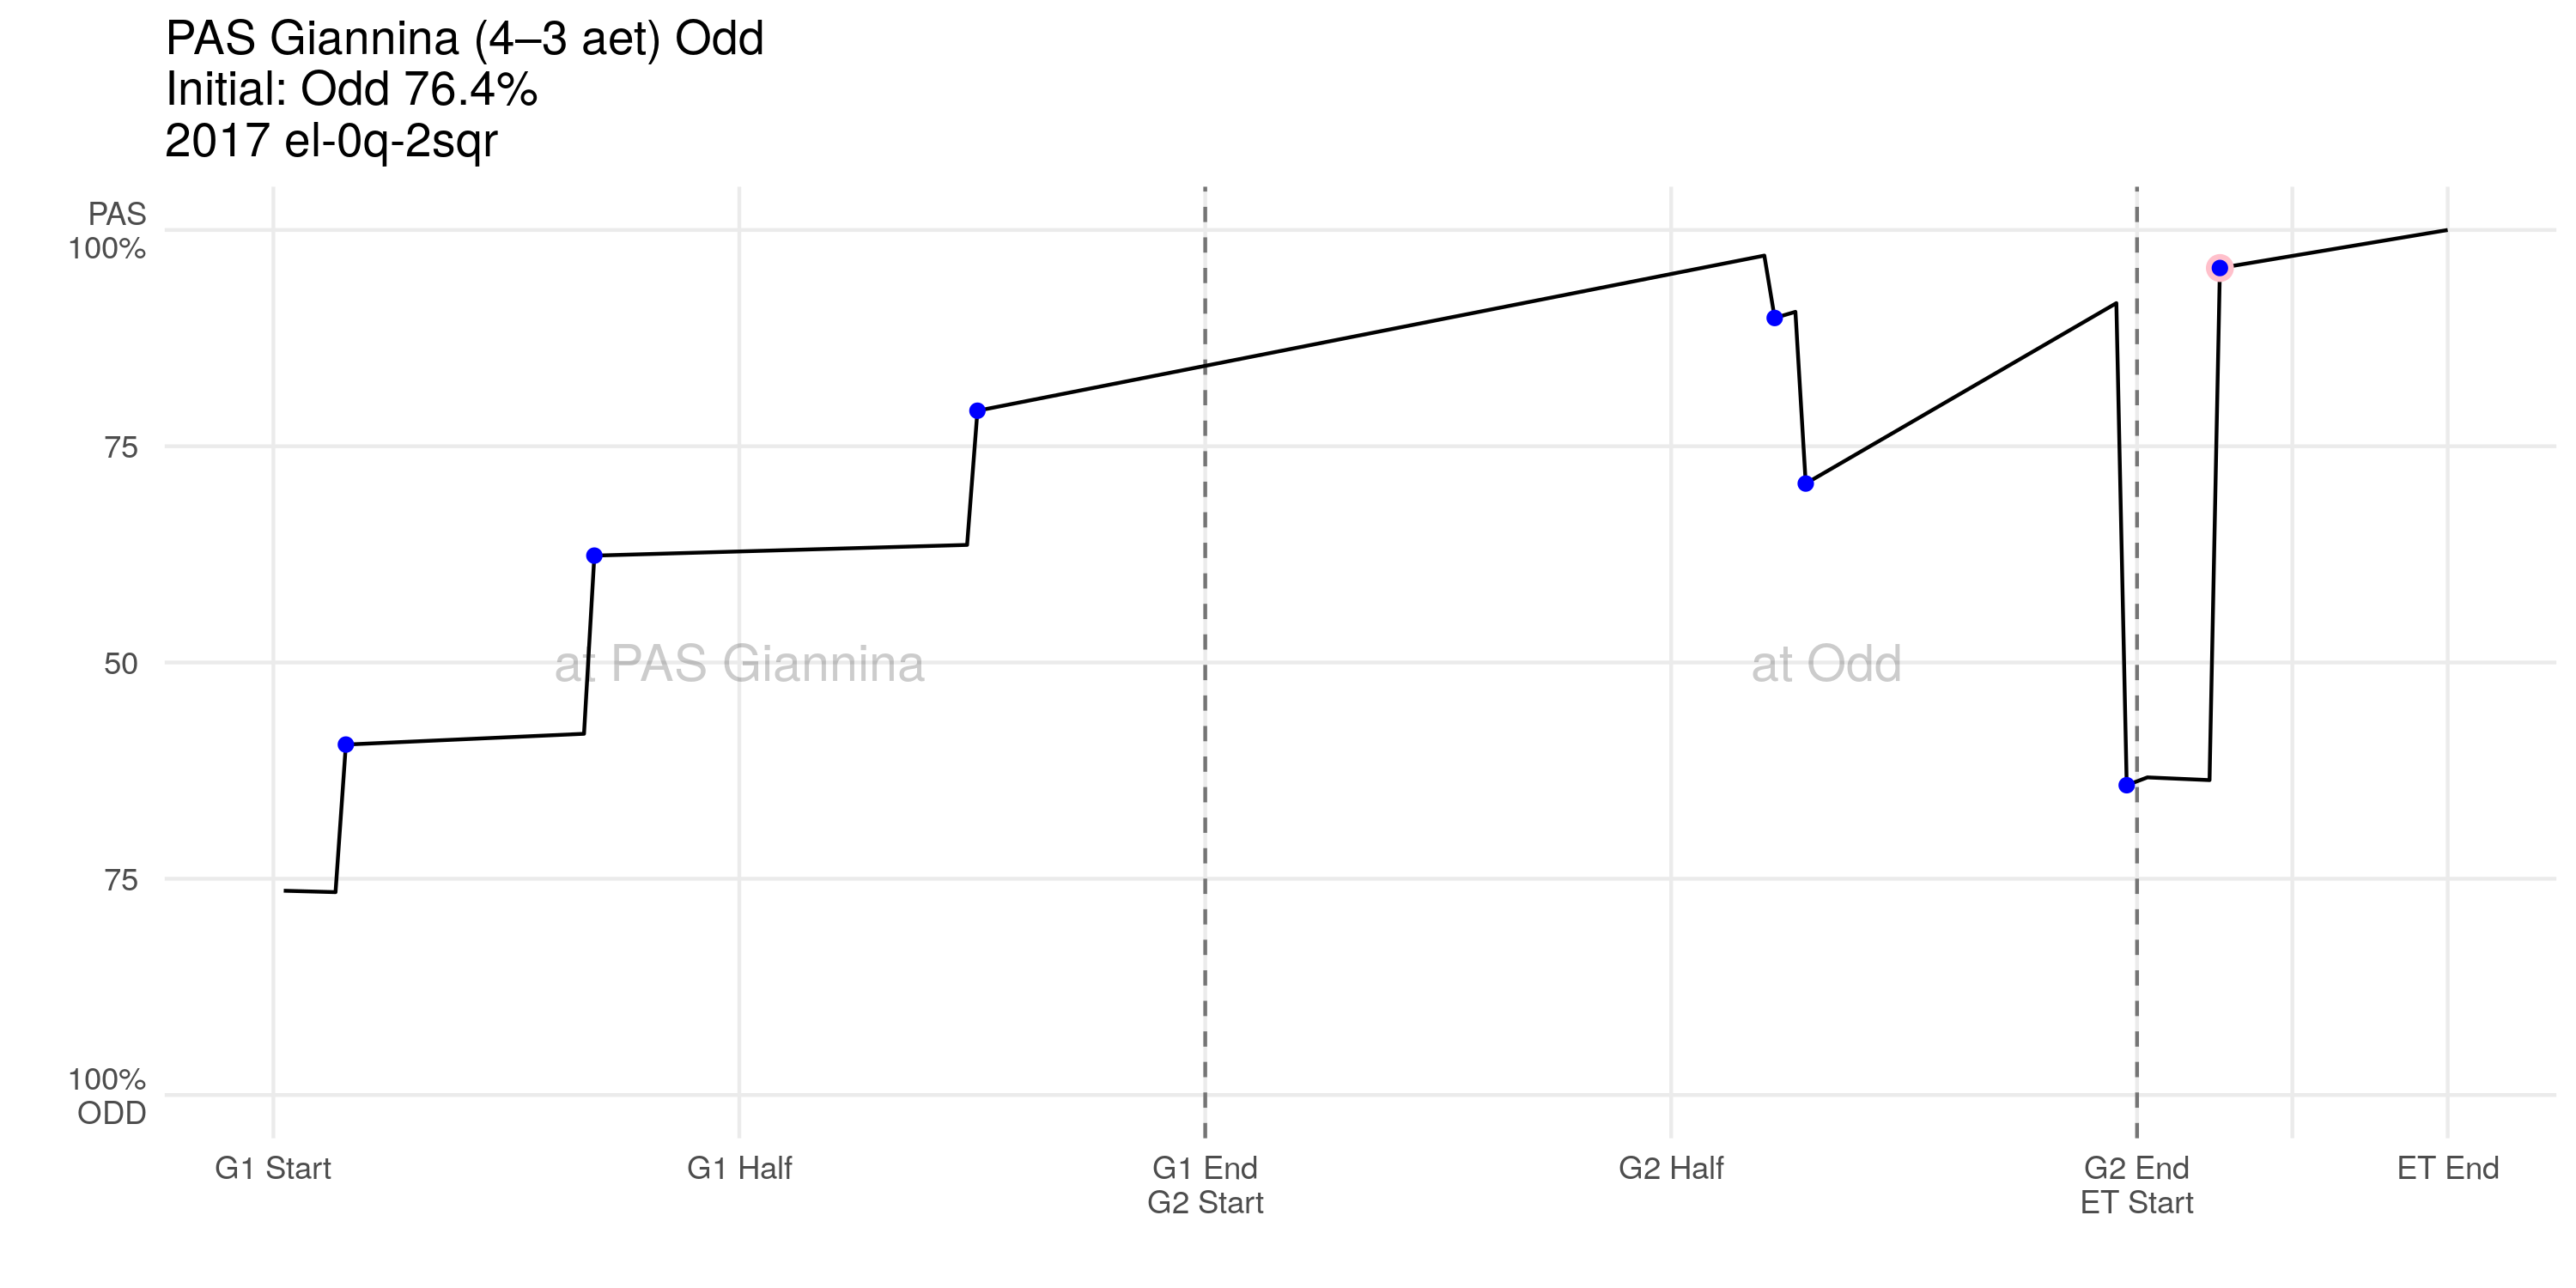 PAS Giannina (4–3 aet) Odd
Initial: Odd 76.4%
2017 el-0q-2sqr
PAS
100%
75
50
75
100%
ODD
at PAS Giannina
at Odd
G1 Start
G1 Half
G1 End
G2 Start
G2 Half
G2 End
ET Start
ET End